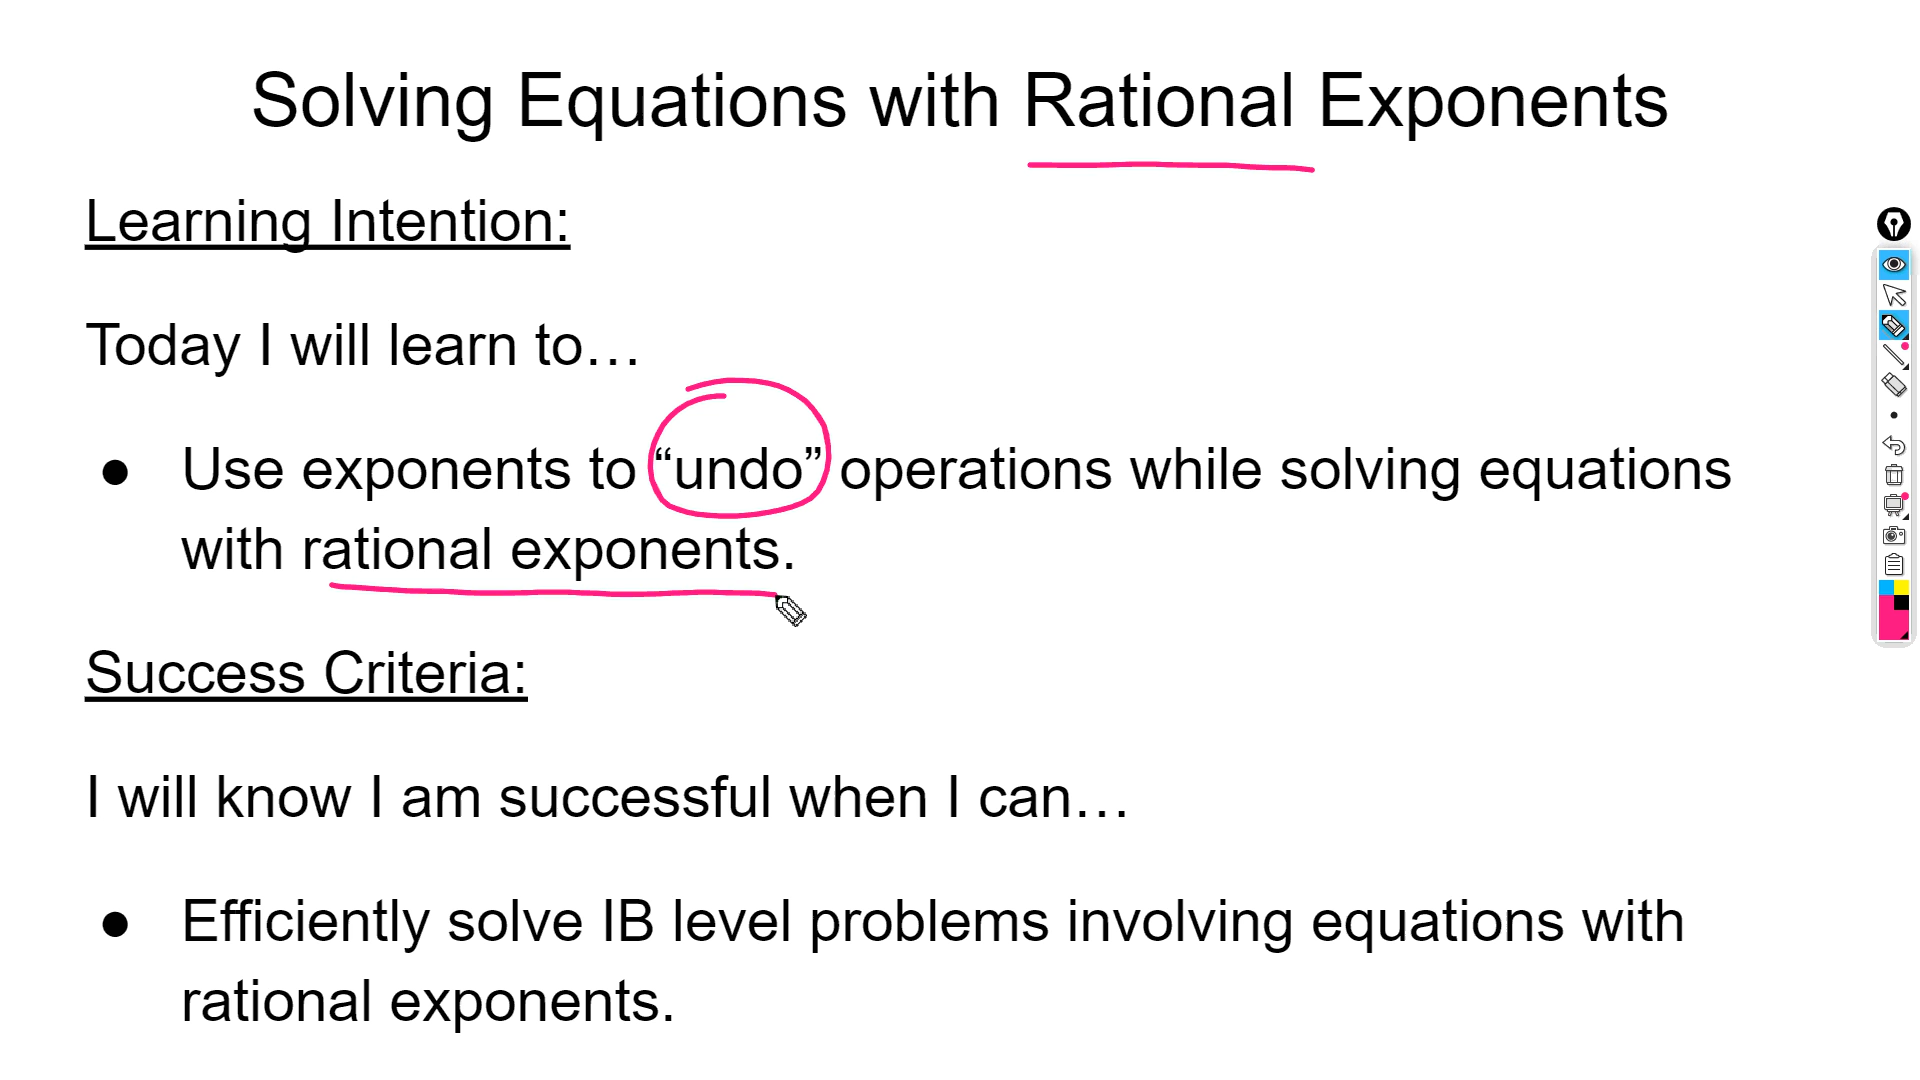 Solving Equations with Rational Exponents
Learning Intention:
Today I will learn to…
● Use exponents to “undo” operations while solving equations
with rational exponents.
Success Criteria:
I will know I am successful when I can…
● Efficiently solve IB level problems involving equations with
rational exponents.